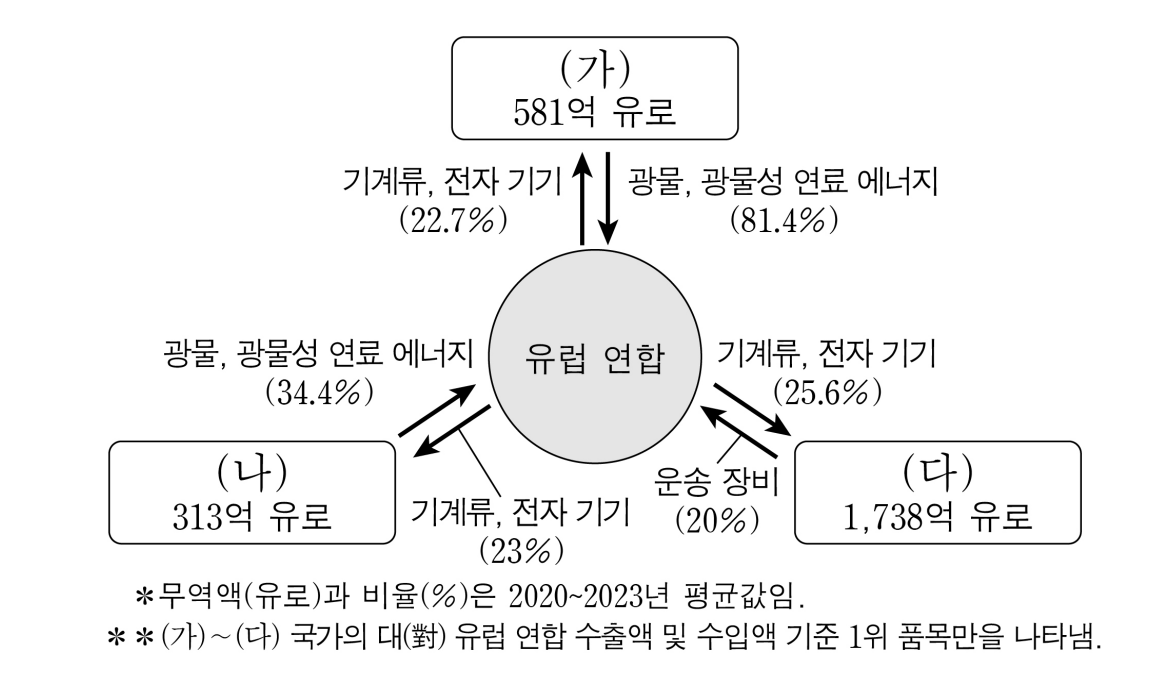 (가)
581억 유로
기계류, 전자 기기
(22.7%)
광물, 광물성 연료 에너지
(81.4%)
유럽 연합
광물, 광물성 연료 에너지
(34.4%)
기계류, 전자 기기
(25.6%)
(나)
313억 유로
기계류, 전자 기기
(23%)
운송 장비
(20%)
(다)
1,738억 유로
*무역액(유로)과 비율(%)은 2020~2023년 평균값임.
**(가)~(다) 국가의 대(對) 유럽 연합 수출액 및 수입액 기준 1위 품목만을 나타냄.